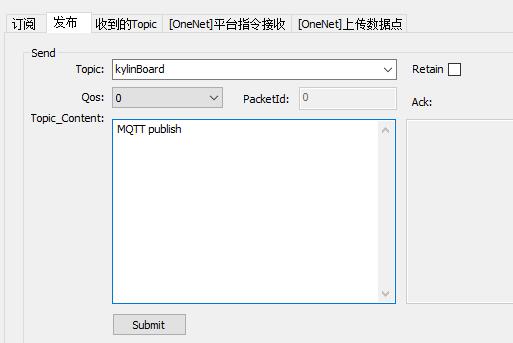 订阅 发布 收到的Topic [OneNet]平台指令接收 [OneNet]上传数据点
Send
Topic: kylinBoard Retain
Qos: 0 PacketId: 0 Ack:
Topic_Content: MQTT publish
Submit